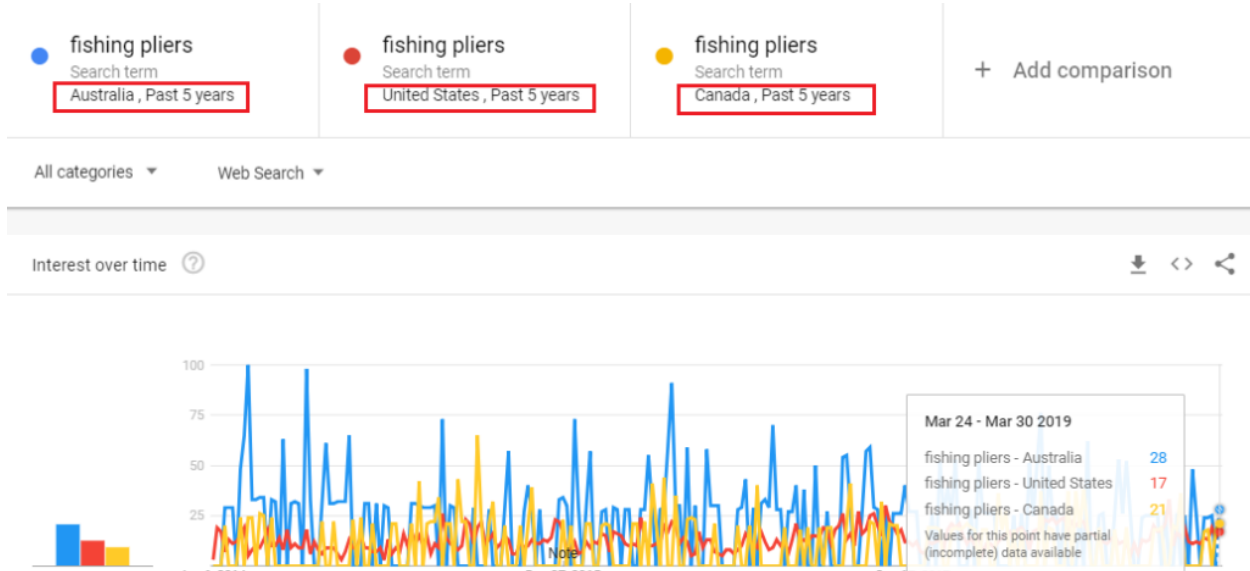 fishing pliers
Search term
Australia , Past 5 years
fishing pliers
Search term
United States , Past 5 years
fishing pliers
Search term
Canada , Past 5 years
+ Add comparison
All categories
Web Search
Interest over time
100
75
50
25
Note
Mar 24 - Mar 30 2019
fishing pliers - Australia 28
fishing pliers - United States 17
fishing pliers - Canada 21
Values for this point have partial
(incomplete) data available